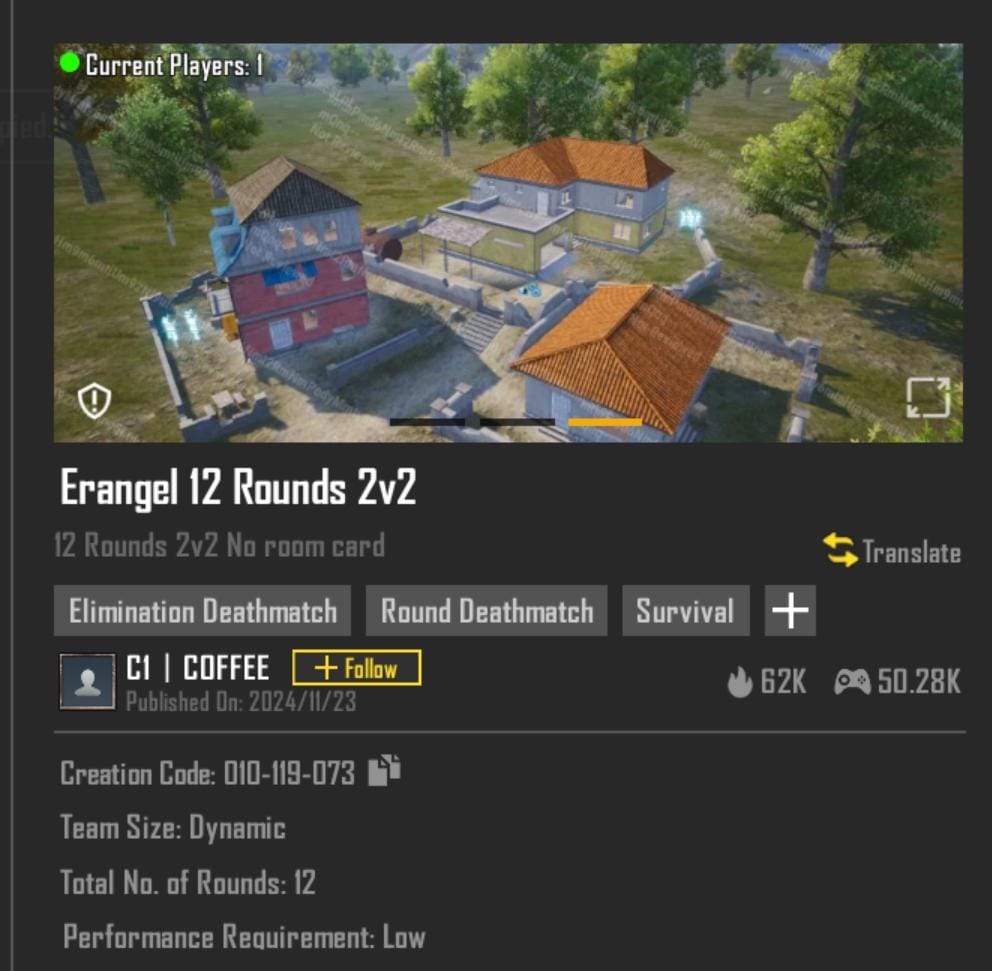 Current Players: 1
Erangel 12 Rounds 2v2
12 Rounds 2v2 No room card
Translate
Elimination Deathmatch
Round Deathmatch
Survival
C1 | COFFEE
+ Follow
Published On: 2024/11/23
62K
50.28K
Creation Code: 010-119-073
Team Size: Dynamic
Total No. of Rounds: 12
Performance Requirement: Low